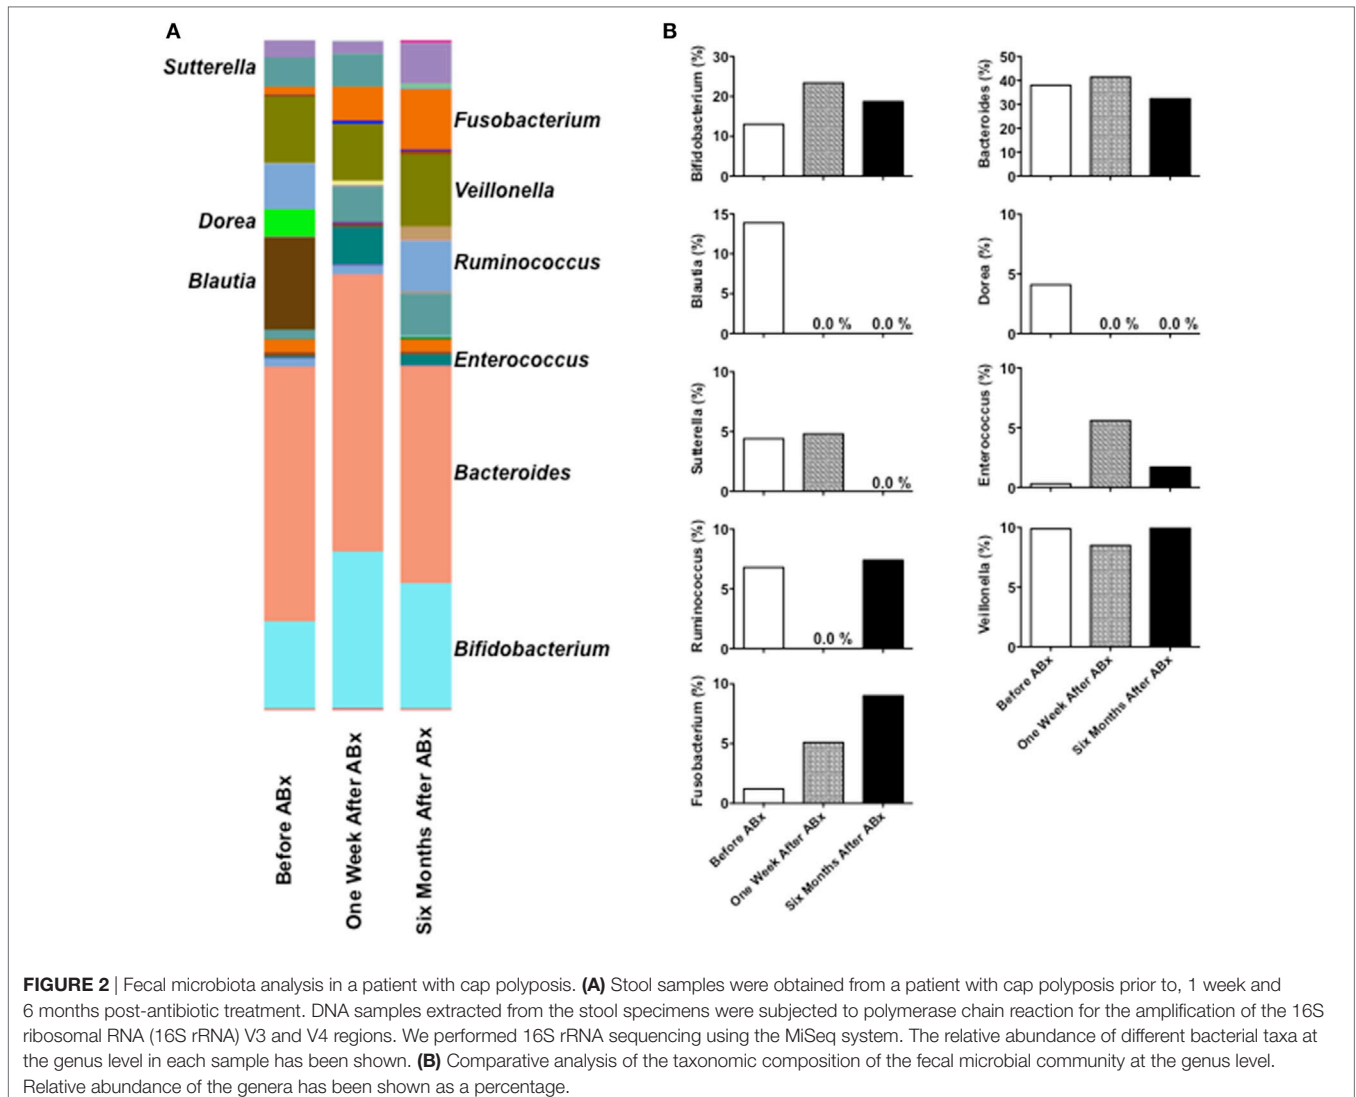 A
Sutterella
Dorea
Blautia
Fusobacterium
Veillonella
Ruminococcus
Enterococcus
Bacteroides
Bifidobacterium
Before ABx
One Week After ABx
Six Months After ABx
B
Bifidobacterium (%)
30
20
10
0
Bacteroides (%)
50
40
30
20
10
0
Blautia (%)
15
10
5
0
0.0 %
0.0 %
Dorea (%)
10
5
0
0.0 %
0.0 %
Sutterella (%)
10
5
0
0.0 %
Enterococcus (%)
10
5
0
Ruminococcus (%)
10
5
0
0.0 %
Veillonella (%)
10
5
0
Before ABx
One Week After ABx
Six Months After ABx
Fusobacterium (%)
10
5
0
Before ABx
One Week After ABx
Six Months After ABx
FIGURE 2 | Fecal microbiota analysis in a patient with cap polyposis. (A) Stool samples were obtained from a patient with cap polyposis prior to, 1 week and
6 months post-antibiotic treatment. DNA samples extracted from the stool specimens were subjected to polymerase chain reaction for the amplification of the 16S
ribosomal RNA (16S rRNA) V3 and V4 regions. We performed 16S rRNA sequencing using the MiSeq system. The relative abundance of different bacterial taxa at
the genus level in each sample has been shown. (B) Comparative analysis of the taxonomic composition of the fecal microbial community at the genus level.
Relative abundance of the genera has been shown as a percentage.